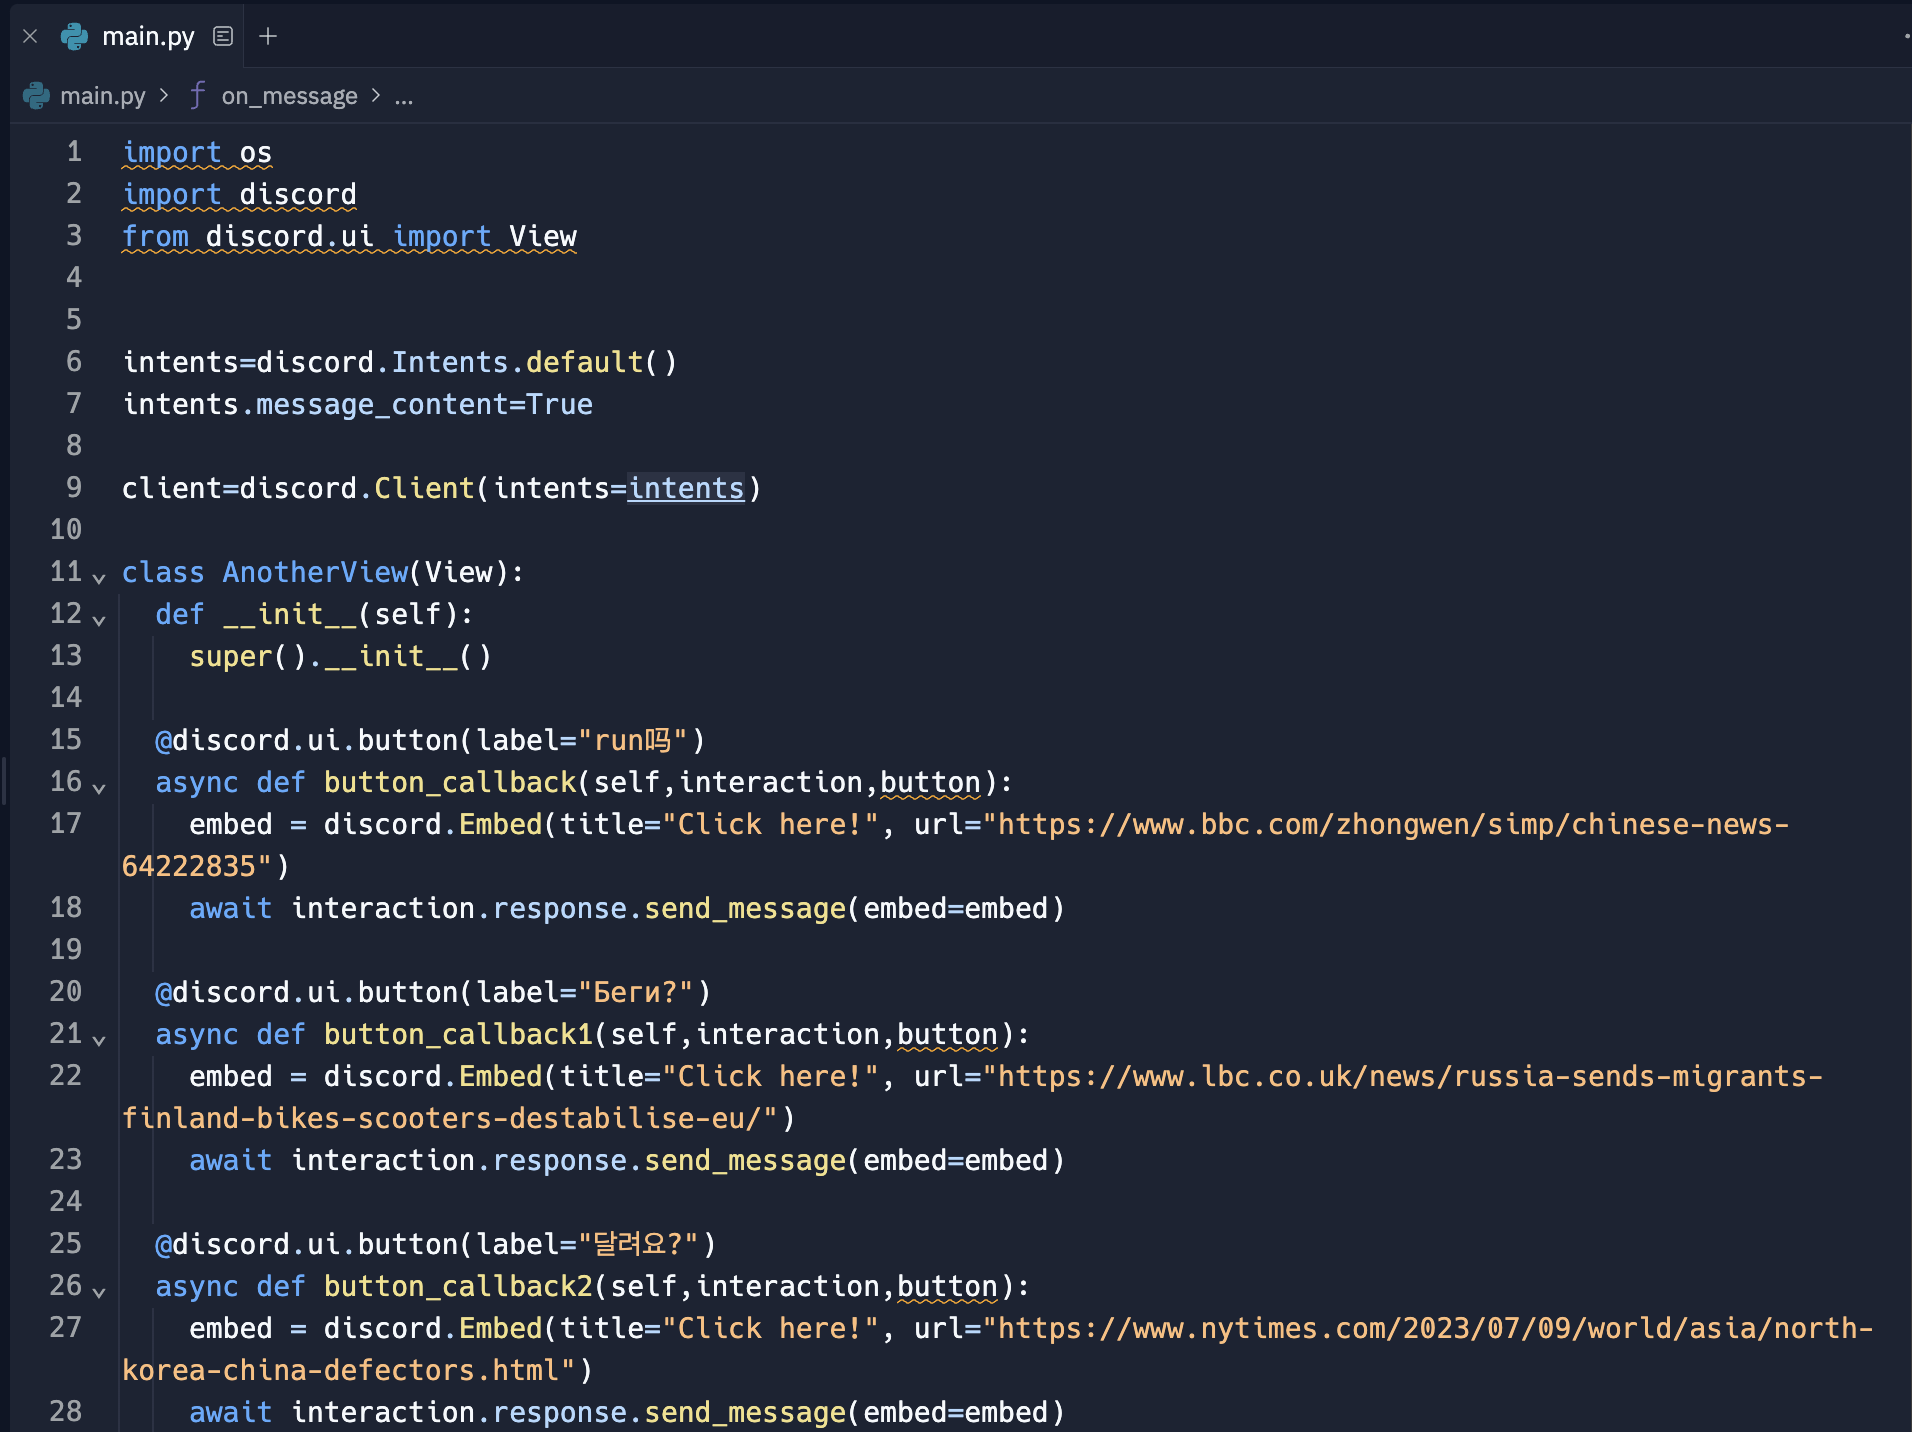 main.py
main.py > on_message > ...
1 import os
2 import discord
3 from discord.ui import View
4
5
6 intents=discord.Intents.default()
7 intents.message_content=True
8
9 client=discord.Client(intents=intents)
10
11 class AnotherView(View):
12   def __init__(self):
13     super().__init__()
14
15   @discord.ui.button(label="run吗")
16   async def button_callback(self,interaction,button):
17     embed = discord.Embed(title="Click here!", url="https://www.bbc.com/zhongwen/simp/chinese-news-
64222835")
18     await interaction.response.send_message(embed=embed)
19
20   @discord.ui.button(label="Беги?")
21   async def button_callback1(self,interaction,button):
22     embed = discord.Embed(title="Click here!", url="https://www.lbc.co.uk/news/russia-sends-migrants-
finland-bikes-scooters-destabilise-eu/")
23     await interaction.response.send_message(embed=embed)
24
25   @discord.ui.button(label="달려요?")
26   async def button_callback2(self,interaction,button):
27     embed = discord.Embed(title="Click here!", url="https://www.nytimes.com/2023/07/09/world/asia/north-
korea-china-defectors.html")
28     await interaction.response.send_message(embed=embed)